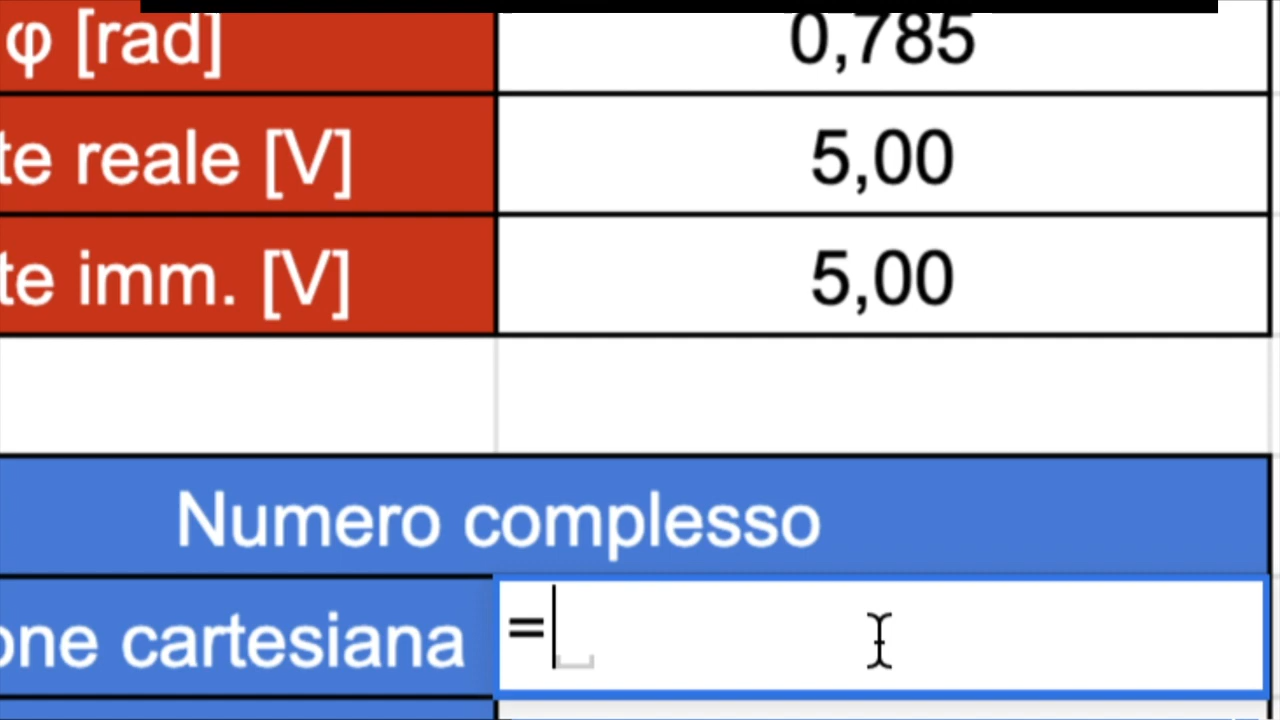 φ [rad] 0,785
te reale [V] 5,00
te imm. [V] 5,00
Numero complesso
one cartesiana =